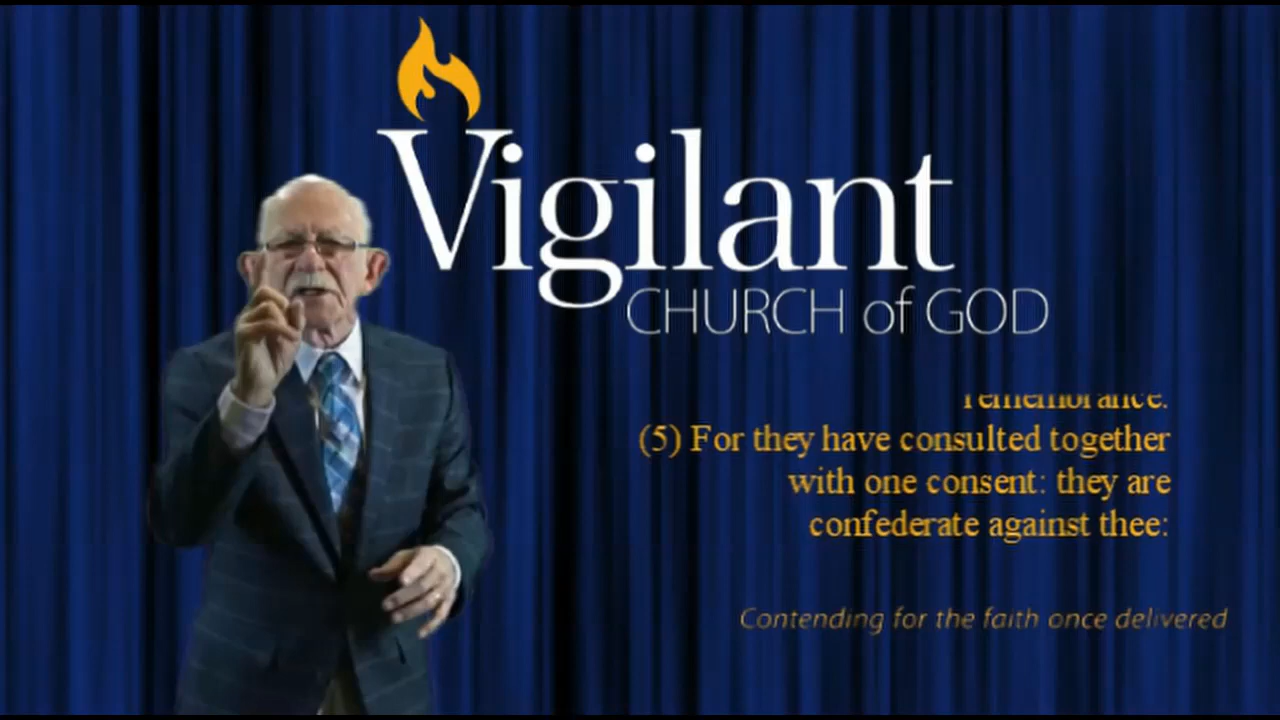 Vigilant
CHURCH of GOD
remembrance.
(5) For they have consulted together
with one consent: they are
confederate against thee:
Contending for the faith once delivered